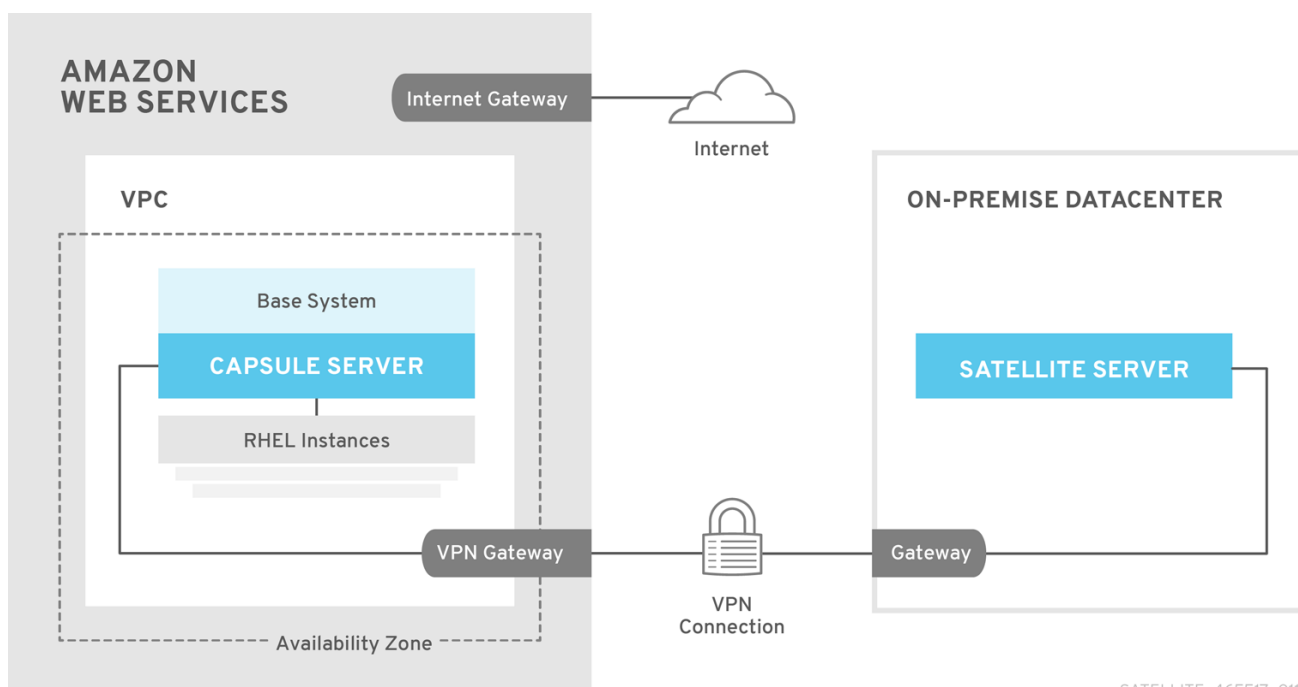 AMAZON
WEB SERVICES
Internet Gateway
Internet
VPC
ON-PREMISE DATACENTER
Base System
CAPSULE SERVER
SATELLITE SERVER
RHEL Instances
VPN Gateway
Gateway
VPN
Connection
Availability Zone